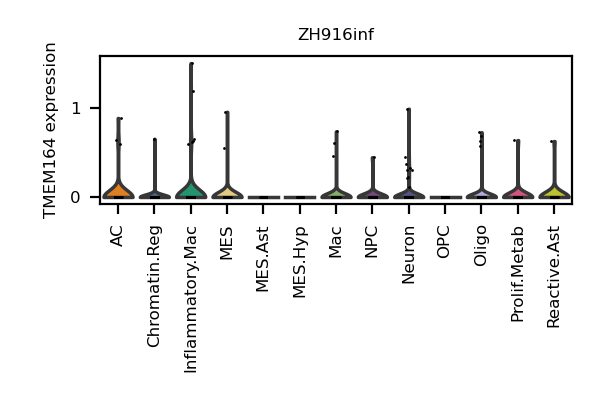 ZH916inf
TMEM164 expression
1
0
AC
Chromatin.Reg
Inflammatory.Mac
MES
MES.Ast
MES.Hyp
Mac
NPC
Neuron
OPC
Oligo
Prolif.Metab
Reactive.Ast